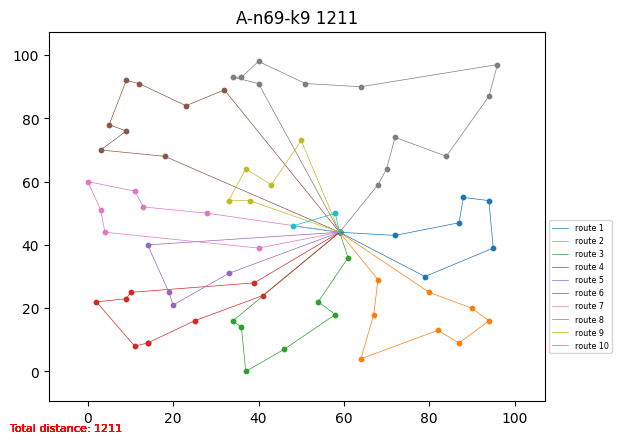 A-n69-k9 1211
100
80
60
40
20
0
0 20 40 60 80 100
route 1
route 2
route 3
route 4
route 5
route 6
route 7
route 8
route 9
route 10
Total distance: 1211